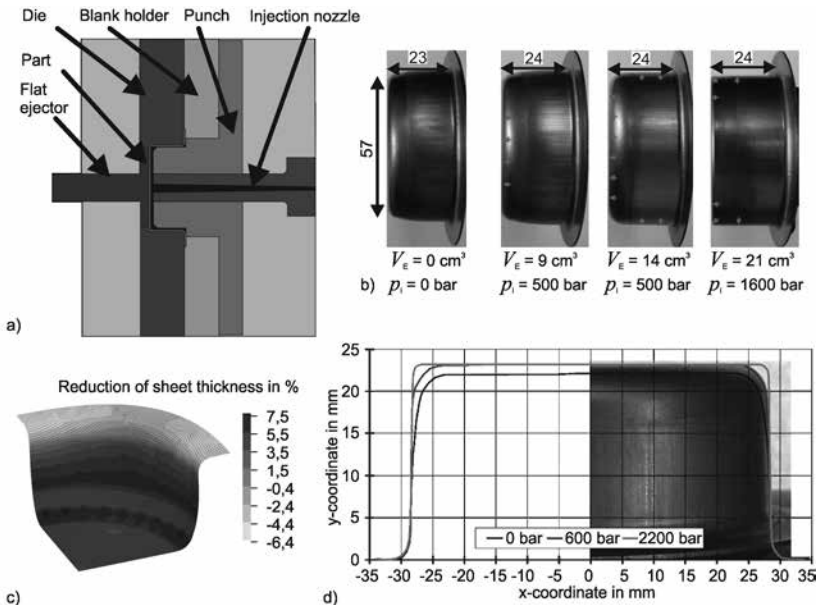 a)
Die
Blank holder
Punch
Injection nozzle
Part
Flat
ejector
b)
23
24
24
24
57
V_E = 0 cm³
p_i = 0 bar
V_E = 9 cm³
p_i = 500 bar
V_E = 14 cm³
p_i = 500 bar
V_E = 21 cm³
p_i = 1600 bar
c)
Reduction of sheet thickness in %
7,5
5,5
3,5
1,5
-0,4
-2,4
-4,4
-6,4
d)
y-coordinate in mm
25
20
15
10
5
0
0 bar 600 bar 2200 bar
-35 -30 -25 -20 -15 -10 -5 0 5 10 15 20 25 30 35
x-coordinate in mm